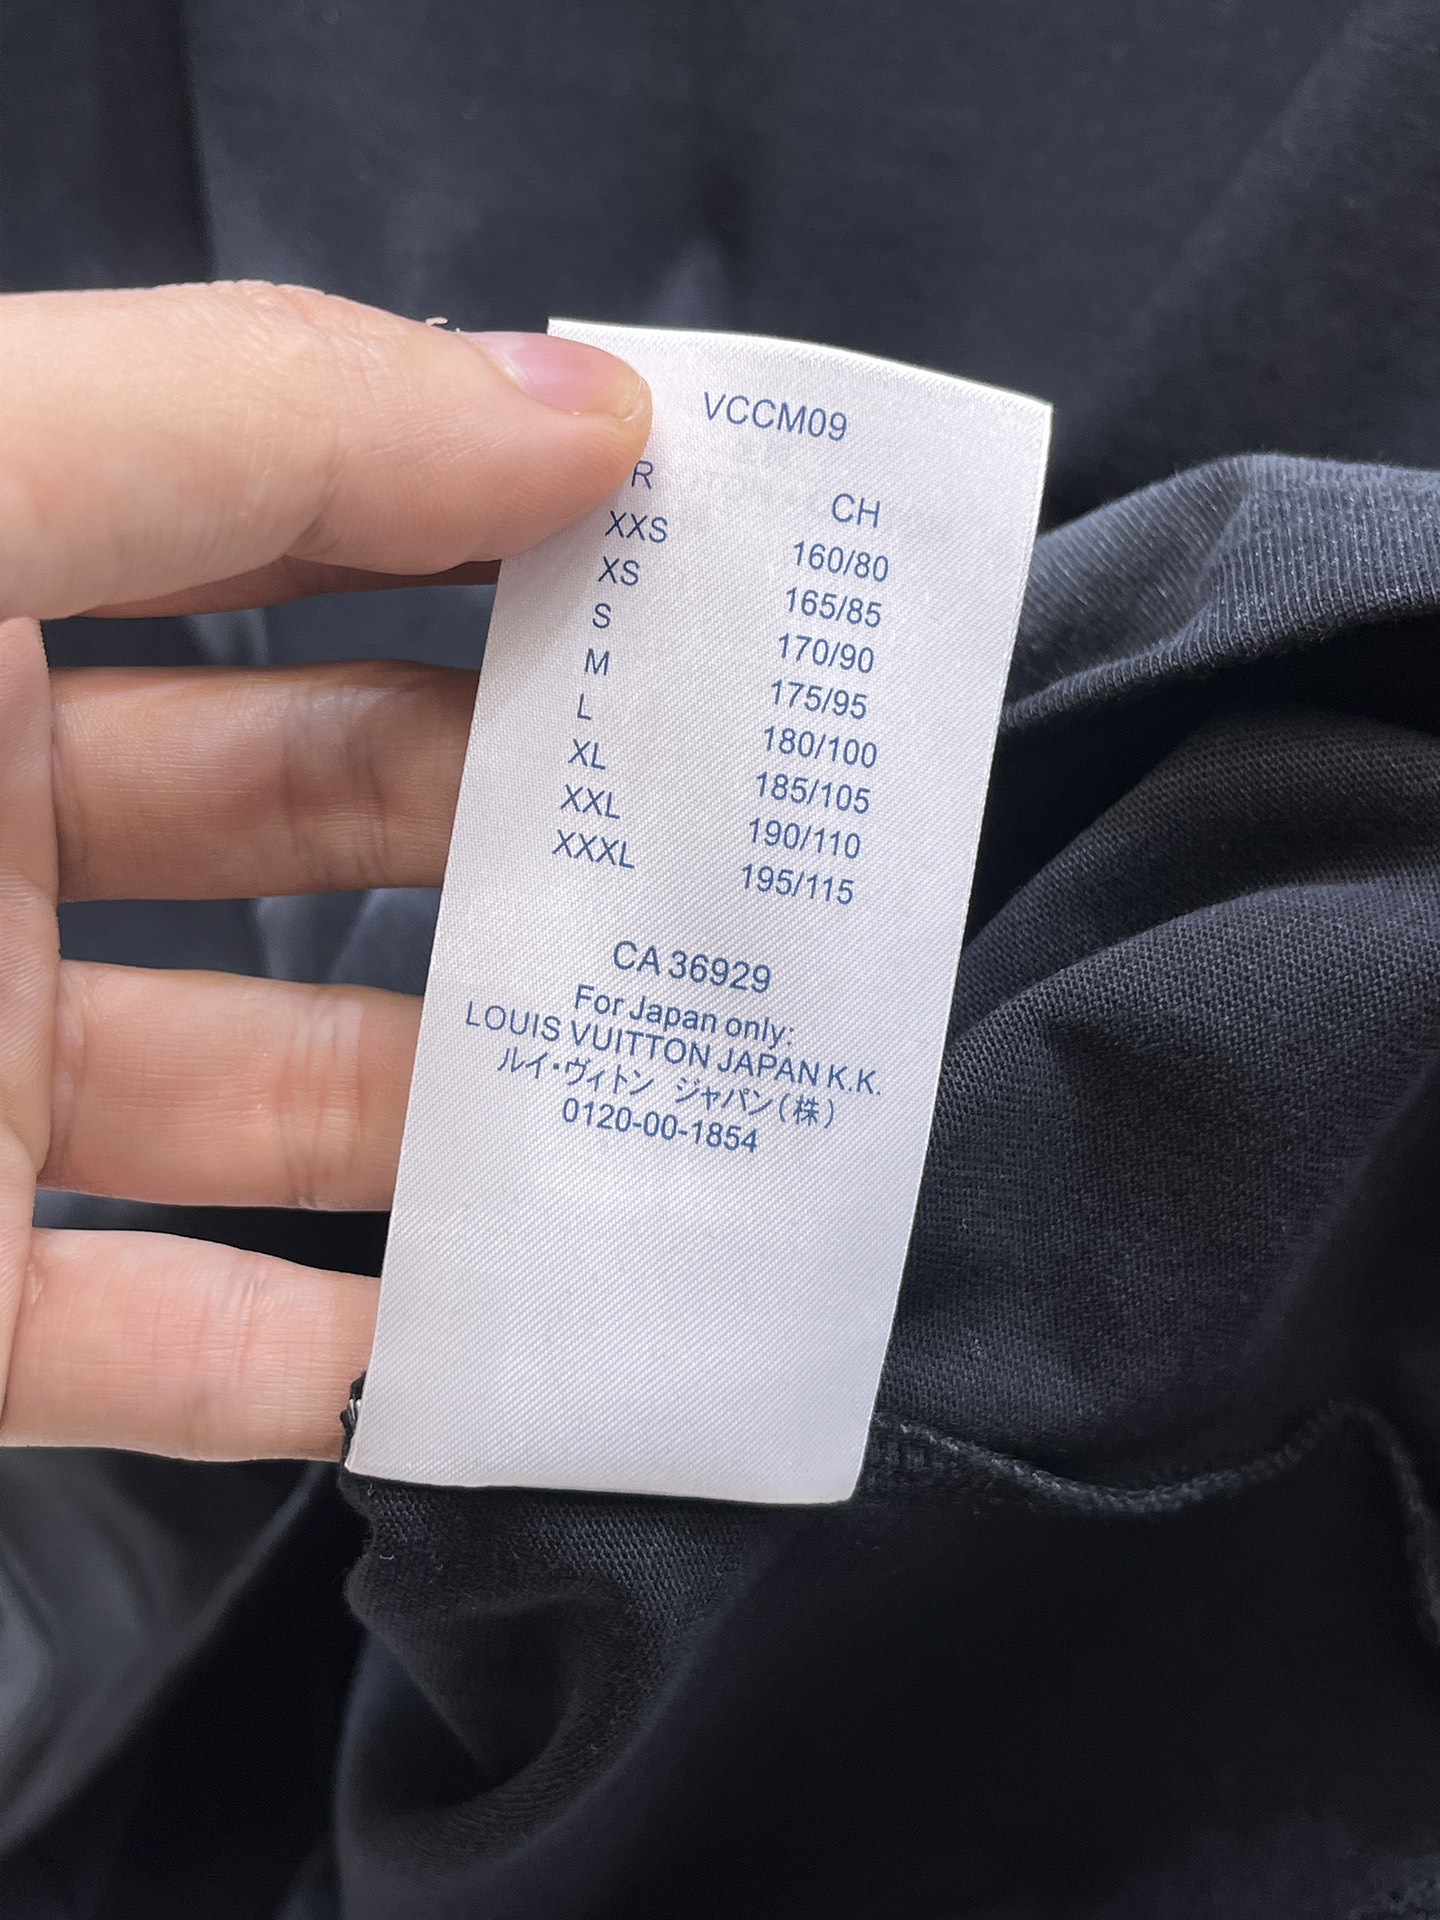 VCCM09
R CH
XXS 160/80
XS 165/85
S 170/90
M 175/95
L 180/100
XL 185/105
XXL 190/110
XXXL 195/115
CA 36929
For Japan only:
LOUIS VUITTON JAPAN K.K.
ルイ・ヴィトン ジャパン(株)
0120-00-1854